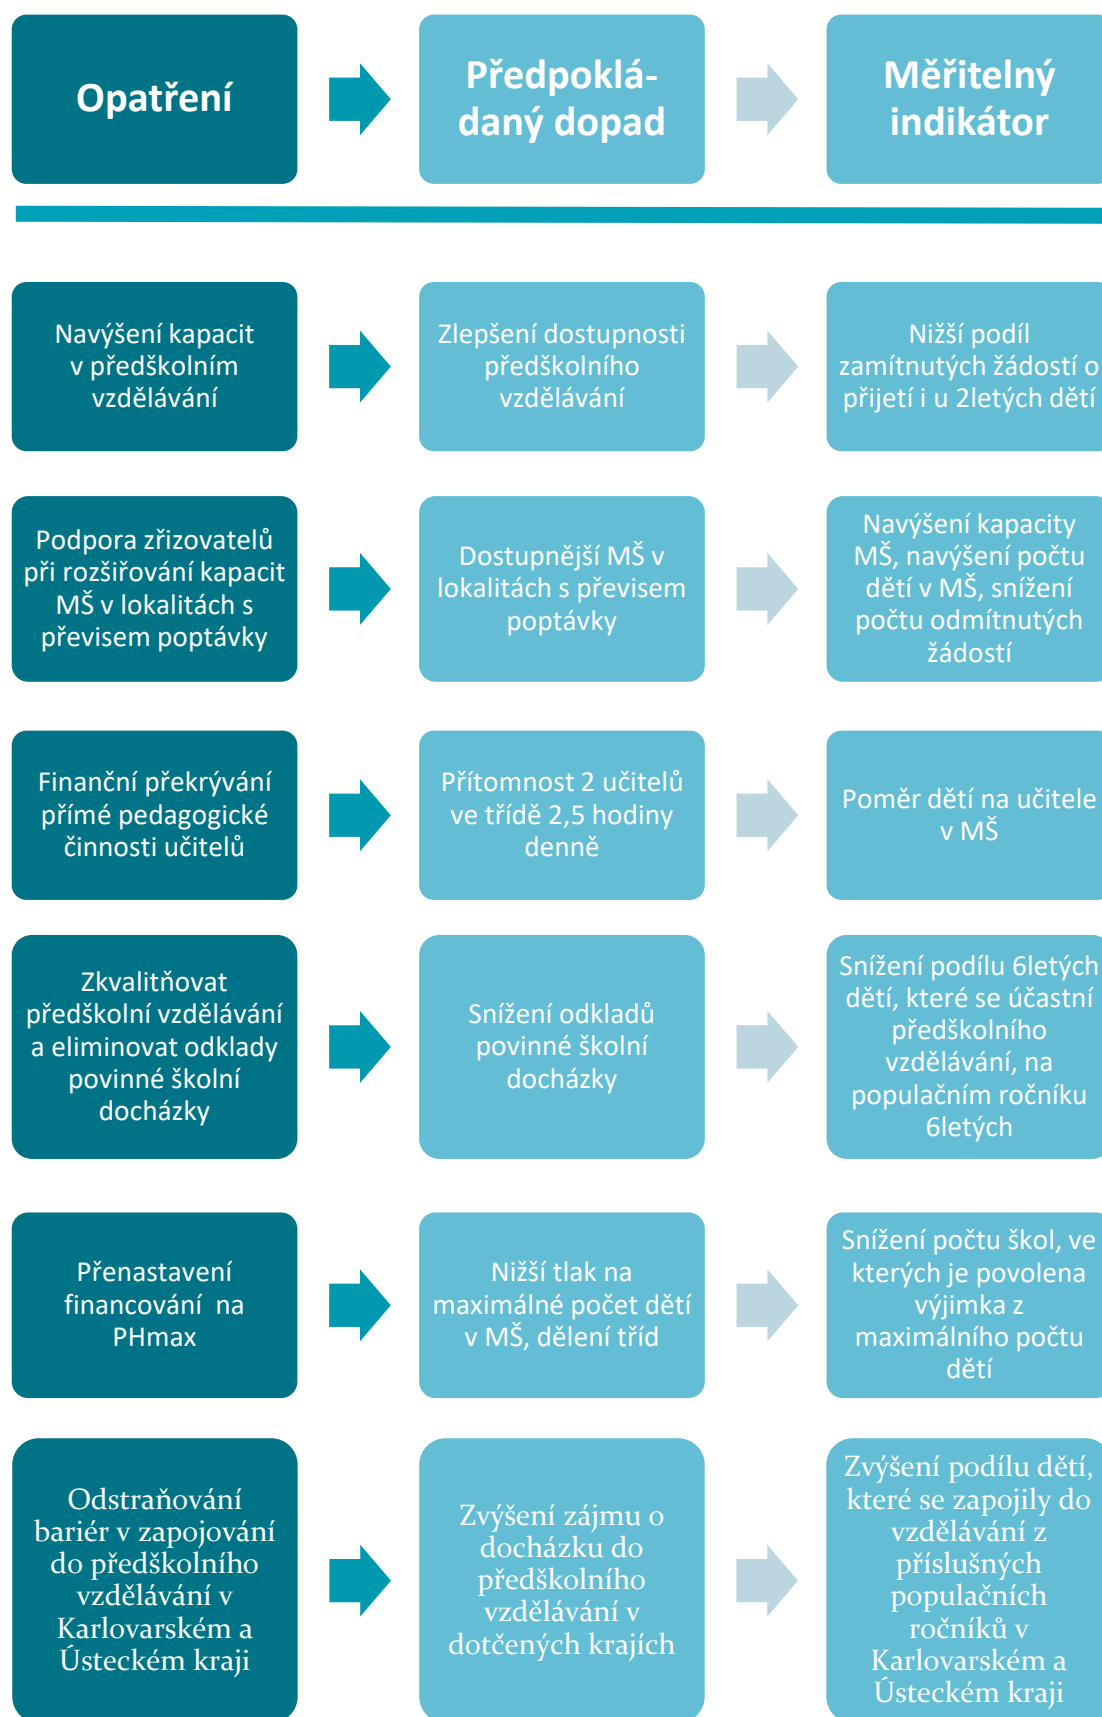 Opatření
Předpoklá-
daný dopad
Měřitelný
indikátor
Navýšení kapacit
v předškolním
vzdělávání
Zlepšení dostupnosti
předškolního
vzdělávání
Nižší podíl
zamítnutých žádostí o
přijetí i u 2letých dětí
Podpora zřizovatelů
při rozšiřování kapacit
MŠ v lokalitách s
převisem poptávky
Dostupnější MŠ v
lokalitách s převisem
poptávky
Navýšení kapacity
MŠ, navýšení počtu
dětí v MŠ, snížení
počtu odmítnutých
žádostí
Finanční překrývání
přímé pedagogické
činnosti učitelů
Přítomnost 2 učitelů
ve třídě 2,5 hodiny
denně
Poměr dětí na učitele
v MŠ
Zkvalitňovat
předškolní vzdělávání
a eliminovat odklady
povinné školní
docházky
Snížení odkladů
povinné školní
docházky
Snížení podílu 6letých
dětí, které se účastní
předškolního
vzdělávání, na
populačním ročníku
6letých
Přenastavení
financování  na
PHmax
Nižší tlak na
maximálné počet dětí
v MŠ, dělení tříd
Snížení počtu škol, ve
kterých je povolena
výjimka z
maximálního počtu
dětí
Odstraňování
bariér v zapojování
do předškolního
vzdělávání v
Karlovarském a
Ústeckém kraji
Zvýšení zájmu o
docházku do
předškolního
vzdělávání v
dotčených krajích
Zvýšení podílu dětí,
které se zapojily do
vzdělávání z
příslušných
populačních
ročníků v
Karlovarském a
Ústeckém kraji